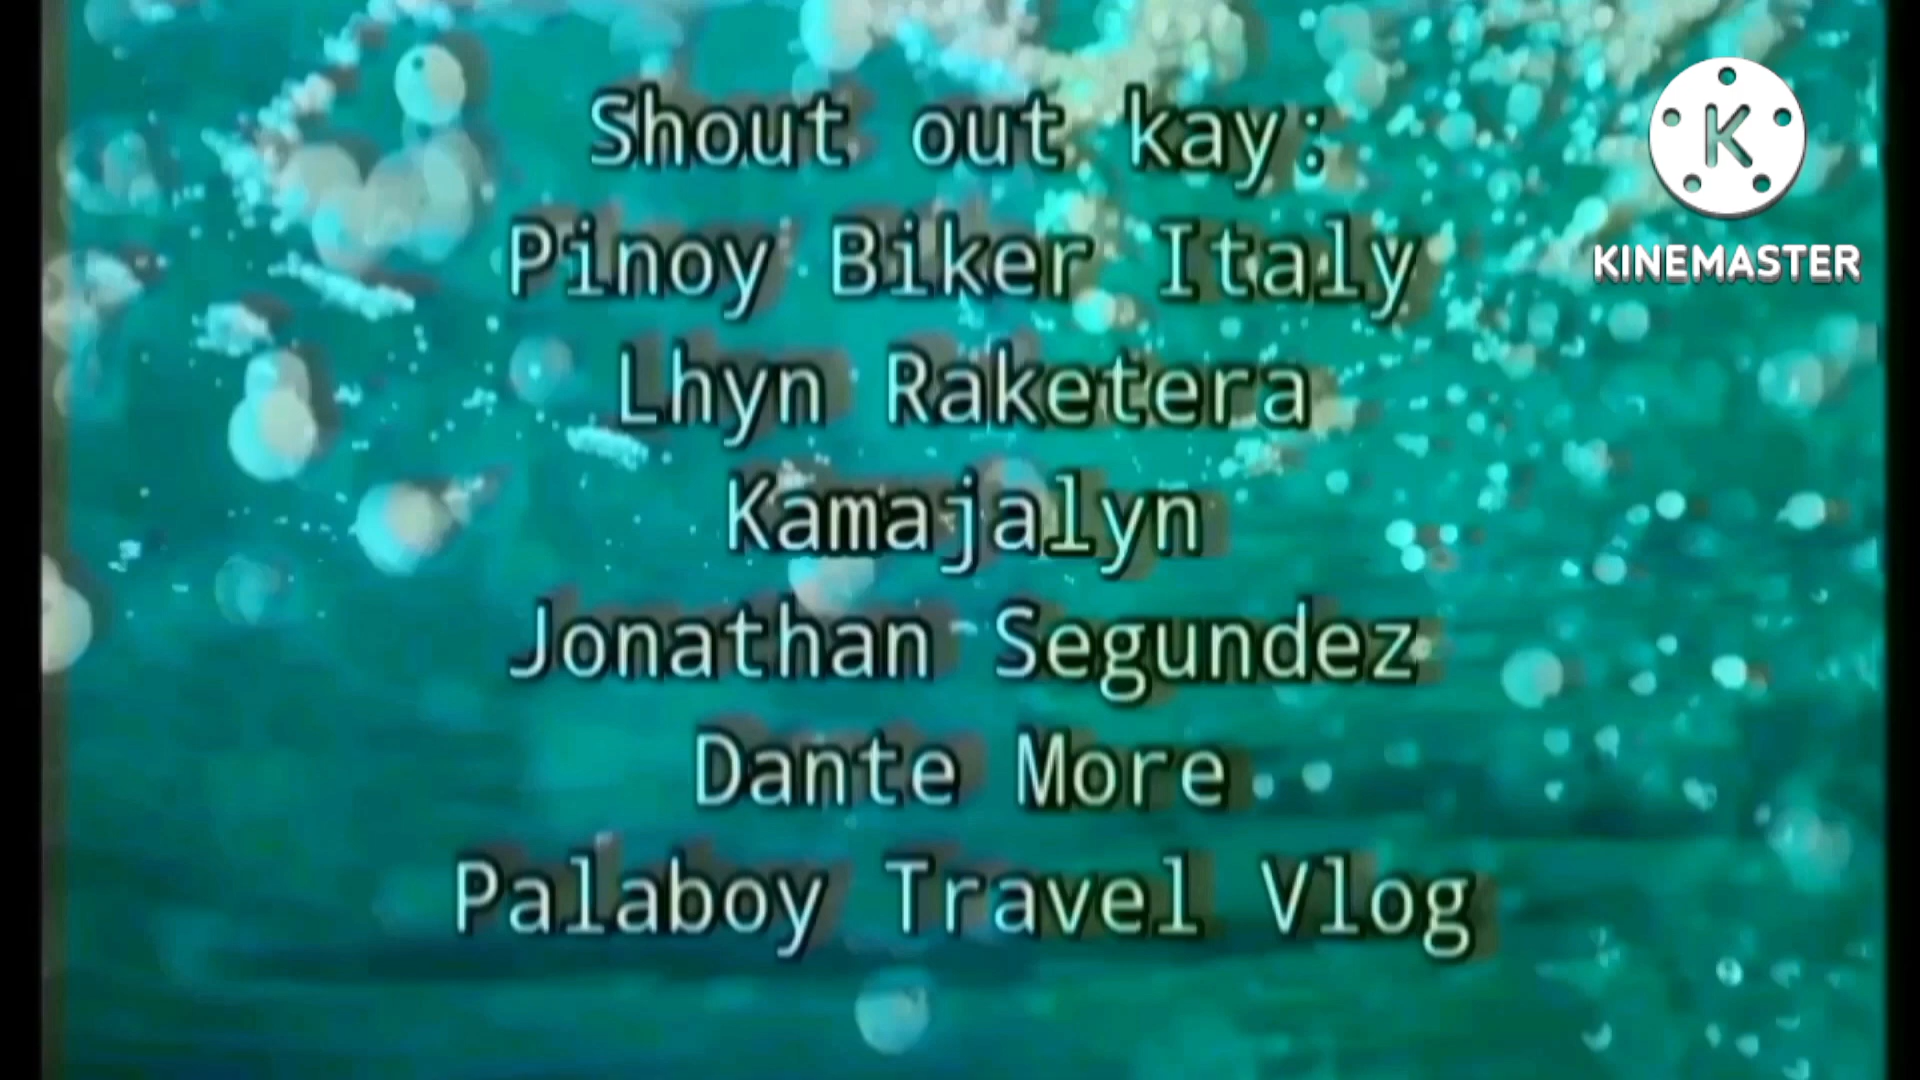 Shout out kay:
Pinoy Biker Italy
Lhyn Raketera
Kamajalyn
Jonathan Segundez
Dante More
Palaboy Travel Vlog
K
KINEMASTER